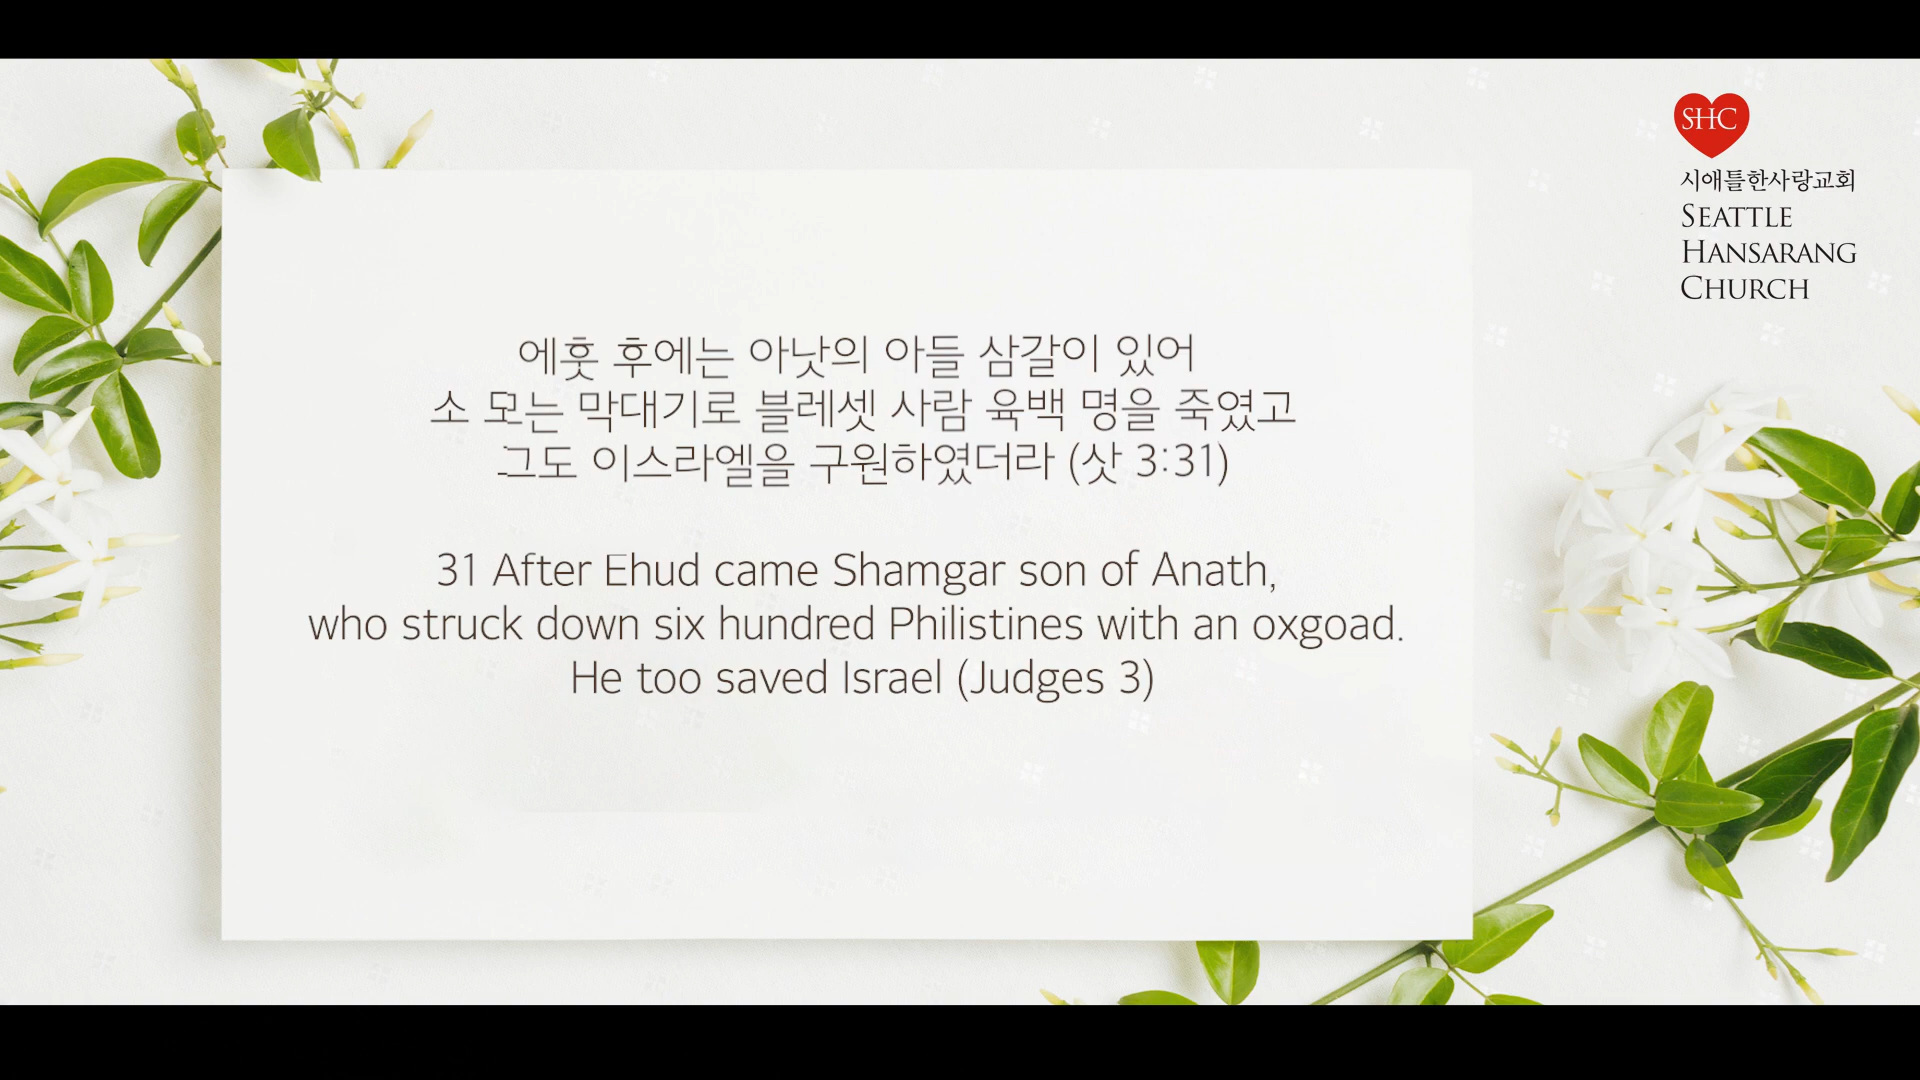 SHC
시애틀한사랑교회
SEATTLE
HANSARANG
CHURCH
에훗 후에는 아낫의 아들 삼갈이 있어
소 모는 막대기로 블레셋 사람 육백 명을 죽였고
그도 이스라엘을 구원하였더라 (삿 3:31)
31 After Ehud came Shamgar son of Anath,
who struck down six hundred Philistines with an oxgoad.
He too saved Israel (Judges 3)